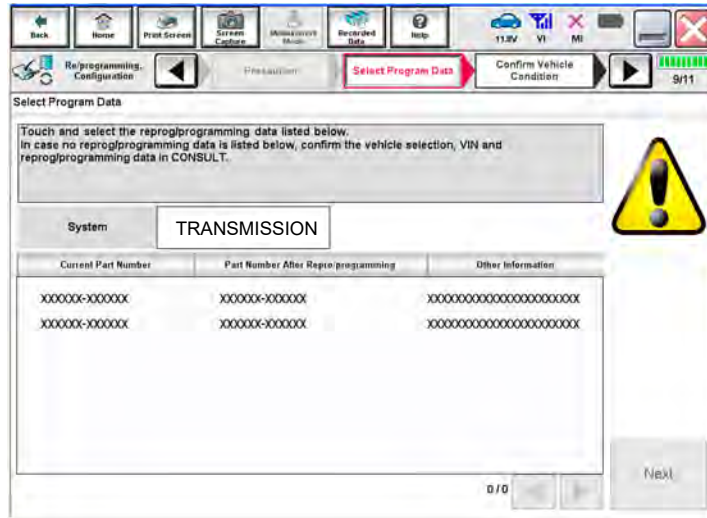 Back
Home
Print Screen
Screen Capture
Measurement Mode
Recorded Data
Help
11.8V
VI
MI
Re/programming, Configuration
Precaution
Select Program Data
Confirm Vehicle Condition
9/11
Select Program Data
Touch and select the reprog/programming data listed below.
In case no reprog/programming data is listed below, confirm the vehicle selection, VIN and
reprog/programming data in CONSULT.
System
TRANSMISSION
Current Part Number
Part Number After Repro/programming
Other Information
XXXXXX-XXXXXX
XXXXXX-XXXXXX
XXXXXXXXXXXXXXXXXXXXXXX
XXXXXX-XXXXXX
XXXXXX-XXXXXX
XXXXXXXXXXXXXXXXXXXXXXX
0/0
Next